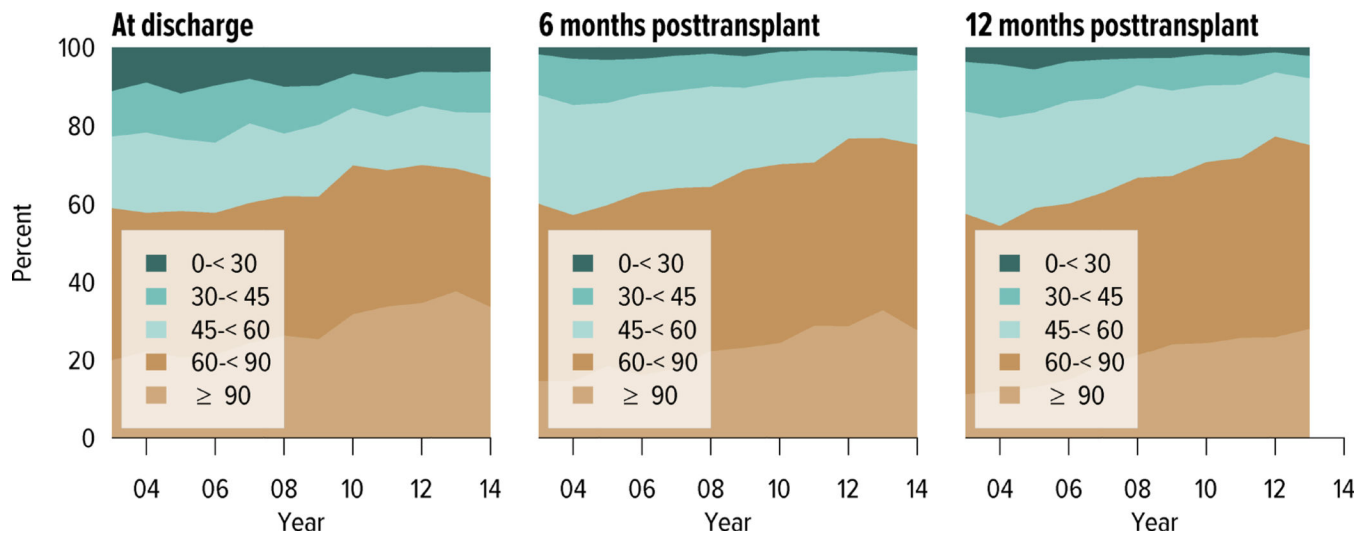 At discharge
6 months posttransplant
12 months posttransplant
Percent
100
80
60
40
20
0
0-< 30
30-< 45
45-< 60
60-< 90
≥ 90
0-< 30
30-< 45
45-< 60
60-< 90
≥ 90
0-< 30
30-< 45
45-< 60
60-< 90
≥ 90
04 06 08 10 12 14
04 06 08 10 12 14
04 06 08 10 12 14
Year
Year
Year